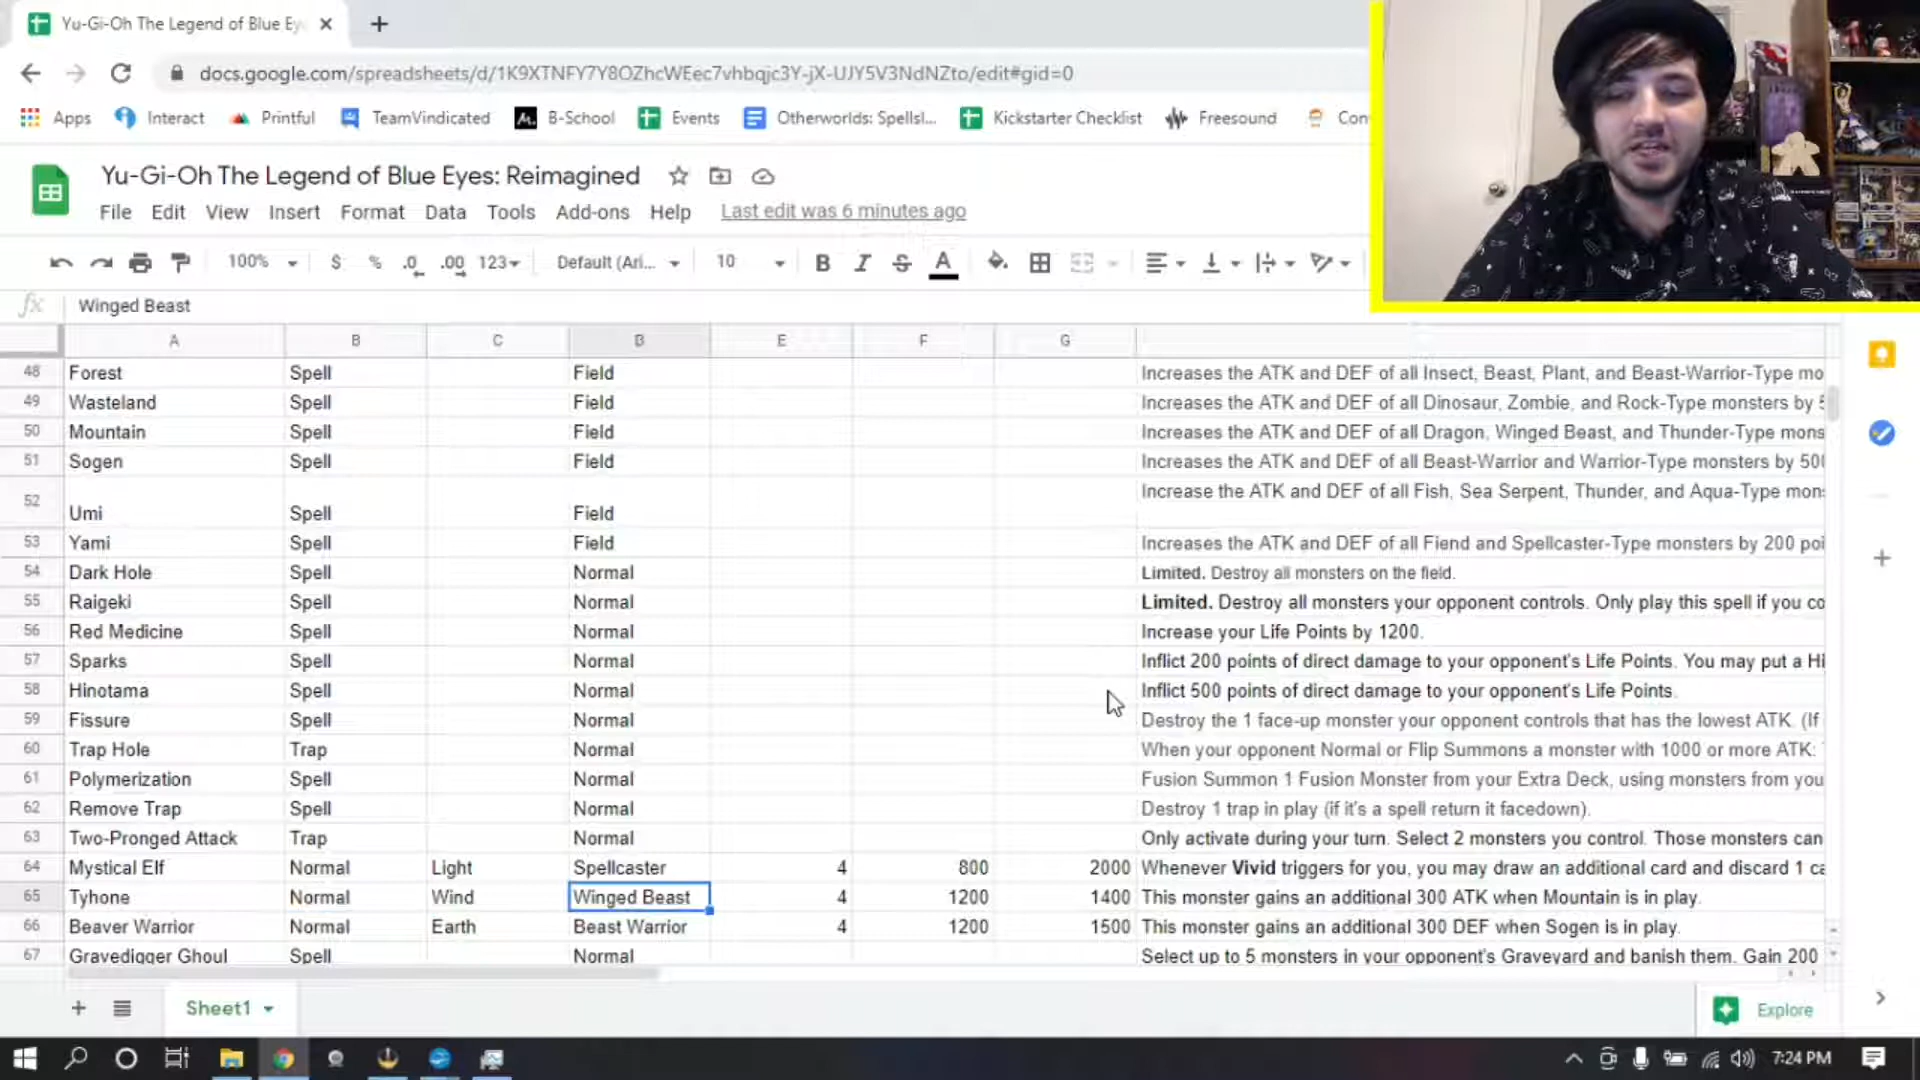 Yu-Gi-Oh The Legend of Blue Ey
docs.google.com/spreadsheets/d/1K9XTNFY7Y8OZhcWEec7vhbqjc3Y-jX-UJY5V3NdNZto/edit#gid=0
Apps Interact Printful TeamVindicated B-School Events Otherworlds: Spellsl... Kickstarter Checklist Freesound Con
Yu-Gi-Oh The Legend of Blue Eyes: Reimagined
File Edit View Insert Format Data Tools Add-ons Help Last edit was 6 minutes ago
100% $ % .0 .00 123 Default (Ari... 10 B I S A
fx Winged Beast
A B C D E F G
48 Forest Spell Field Increases the ATK and DEF of all Insect, Beast, Plant, and Beast-Warrior-Type mo
49 Wasteland Spell Field Increases the ATK and DEF of all Dinosaur, Zombie, and Rock-Type monsters by 5
50 Mountain Spell Field Increases the ATK and DEF of all Dragon, Winged Beast, and Thunder-Type mons
51 Sogen Spell Field Increases the ATK and DEF of all Beast-Warrior and Warrior-Type monsters by 500
52 Umi Spell Field Increase the ATK and DEF of all Fish, Sea Serpent, Thunder, and Aqua-Type mons
53 Yami Spell Field Increases the ATK and DEF of all Fiend and Spellcaster-Type monsters by 200 poi
54 Dark Hole Spell Normal Limited. Destroy all monsters on the field.
55 Raigeki Spell Normal Limited. Destroy all monsters your opponent controls. Only play this spell if you co
56 Red Medicine Spell Normal Increase your Life Points by 1200.
57 Sparks Spell Normal Inflict 200 points of direct damage to your opponent's Life Points. You may put a Hi
58 Hinotama Spell Normal Inflict 500 points of direct damage to your opponent's Life Points.
59 Fissure Spell Normal Destroy the 1 face-up monster your opponent controls that has the lowest ATK. (If
60 Trap Hole Trap Normal When your opponent Normal or Flip Summons a monster with 1000 or more ATK:
61 Polymerization Spell Normal Fusion Summon 1 Fusion Monster from your Extra Deck, using monsters from you
62 Remove Trap Spell Normal Destroy 1 trap in play (if it's a spell return it facedown).
63 Two-Pronged Attack Trap Normal Only activate during your turn. Select 2 monsters you control. Those monsters can
64 Mystical Elf Normal Light Spellcaster 4 800 2000 Whenever Vivid triggers for you, you may draw an additional card and discard 1 ca
65 Tyhone Normal Wind Winged Beast 4 1200 1400 This monster gains an additional 300 ATK when Mountain is in play.
66 Beaver Warrior Normal Earth Beast Warrior 4 1200 1500 This monster gains an additional 300 DEF when Sogen is in play.
67 Gravedigger Ghoul Spell Normal Select up to 5 monsters in your opponent's Graveyard and banish them. Gain 200
Sheet1 Explore
7:24 PM